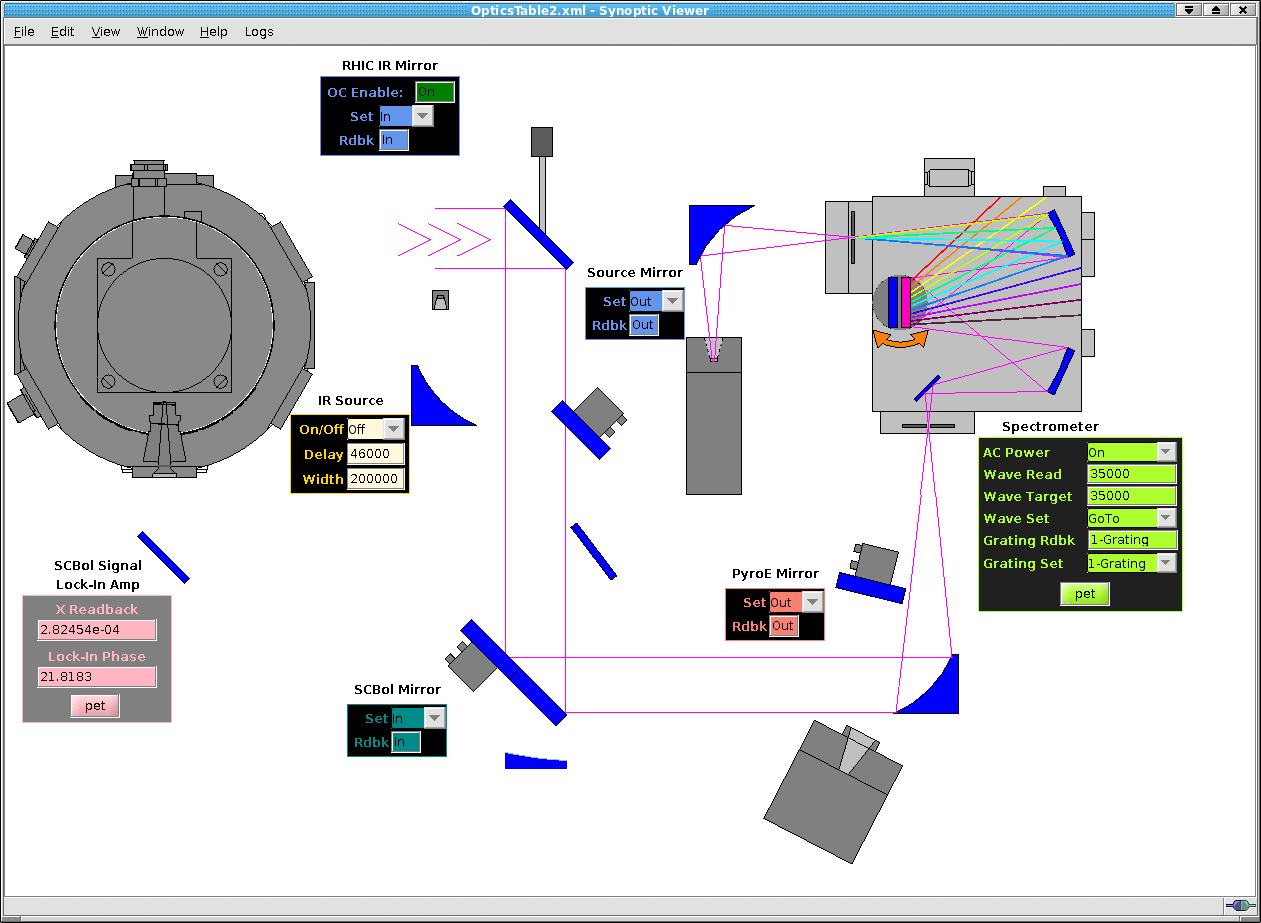 OpticsTable2.xml - Synoptic Viewer
File Edit View Window Help Logs
RHIC IR Mirror
OC Enable: On
Set In
Rdbk In
Source Mirror
Set Out
Rdbk Out
IR Source
On/Off Off
Delay 46000
Width 200000
Spectrometer
AC Power On
Wave Read 35000
Wave Target 35000
Wave Set GoTo
Grating Rdbk 1-Grating
Grating Set 1-Grating
pet
SCBol Signal
Lock-In Amp
X Readback
2.82454e-04
Lock-In Phase
21.8183
pet
PyroE Mirror
Set Out
Rdbk Out
SCBol Mirror
Set In
Rdbk In